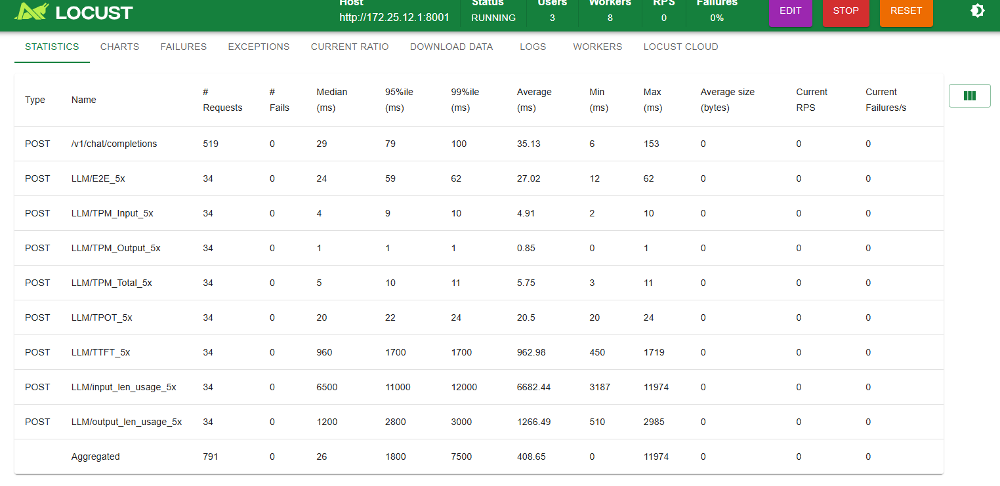 LOCUST
Host Status Users Workers RPS Failures
http://172.25.12.1:8001 RUNNING 3 8 0 0%
EDIT STOP RESET
STATISTICS CHARTS FAILURES EXCEPTIONS CURRENT RATIO DOWNLOAD DATA LOGS WORKERS LOCUST CLOUD
Type Name # Requests # Fails Median (ms) 95%ile (ms) 99%ile (ms) Average (ms) Min (ms) Max (ms) Average size (bytes) Current RPS Current Failures/s
POST /v1/chat/completions 519 0 29 79 100 35.13 6 153 0 0 0
POST LLM/E2E_5x 34 0 24 59 62 27.02 12 62 0 0 0
POST LLM/TPM_Input_5x 34 0 4 9 10 4.91 2 10 0 0 0
POST LLM/TPM_Output_5x 34 0 1 1 1 0.85 0 1 0 0 0
POST LLM/TPM_Total_5x 34 0 5 10 11 5.75 3 11 0 0 0
POST LLM/TPOT_5x 34 0 20 22 24 20.5 20 24 0 0 0
POST LLM/TTFT_5x 34 0 960 1700 1700 962.98 450 1719 0 0 0
POST LLM/input_len_usage_5x 34 0 6500 11000 12000 6682.44 3187 11974 0 0 0
POST LLM/output_len_usage_5x 34 0 1200 2800 3000 1266.49 510 2985 0 0 0
Aggregated 791 0 26 1800 7500 408.65 0 11974 0 0 0